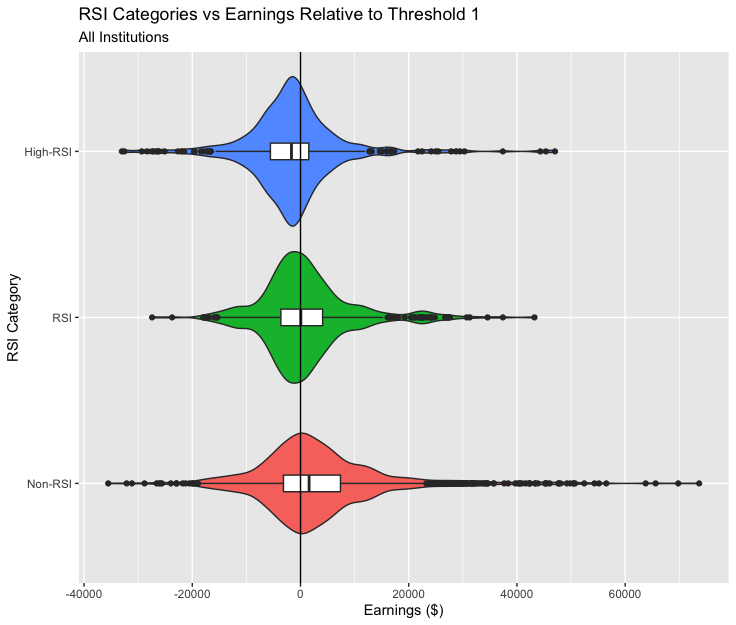 RSI Categories vs Earnings Relative to Threshold 1
All Institutions
RSI Category
High-RSI
RSI
Non-RSI
-40000
-20000
0
20000
40000
60000
Earnings ($)